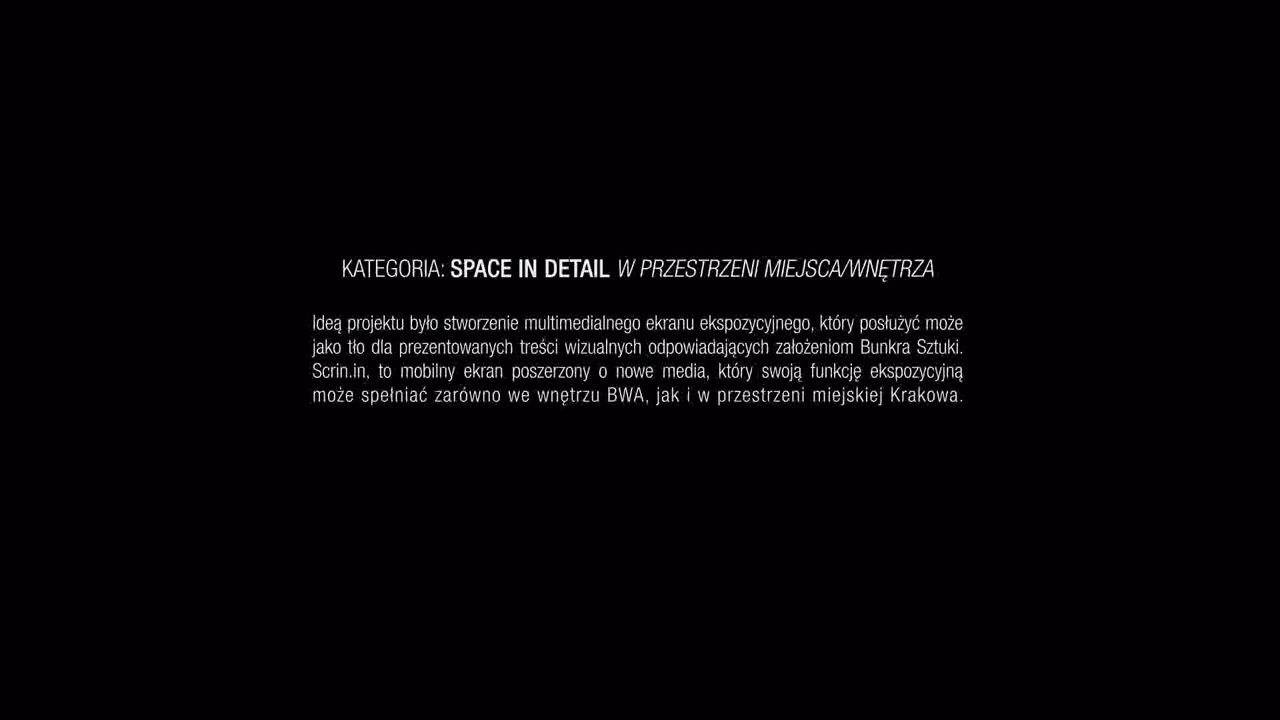 KATEGORIA: SPACE IN DETAIL W PRZESTRZENI MIEJSCA/WNĘTRZA
Ideą projektu było stworzenie multimedialnego ekranu ekspozycyjnego, który posłużyć może
jako tło dla prezentowanych treści wizualnych odpowiadających założeniom Bunkra Sztuki.
Scrin.in, to mobilny ekran poszerzony o nowe media, który swoją funkcję ekspozycyjną
może spełniać zarówno we wnętrzu BWA, jak i w przestrzeni miejskiej Krakowa.